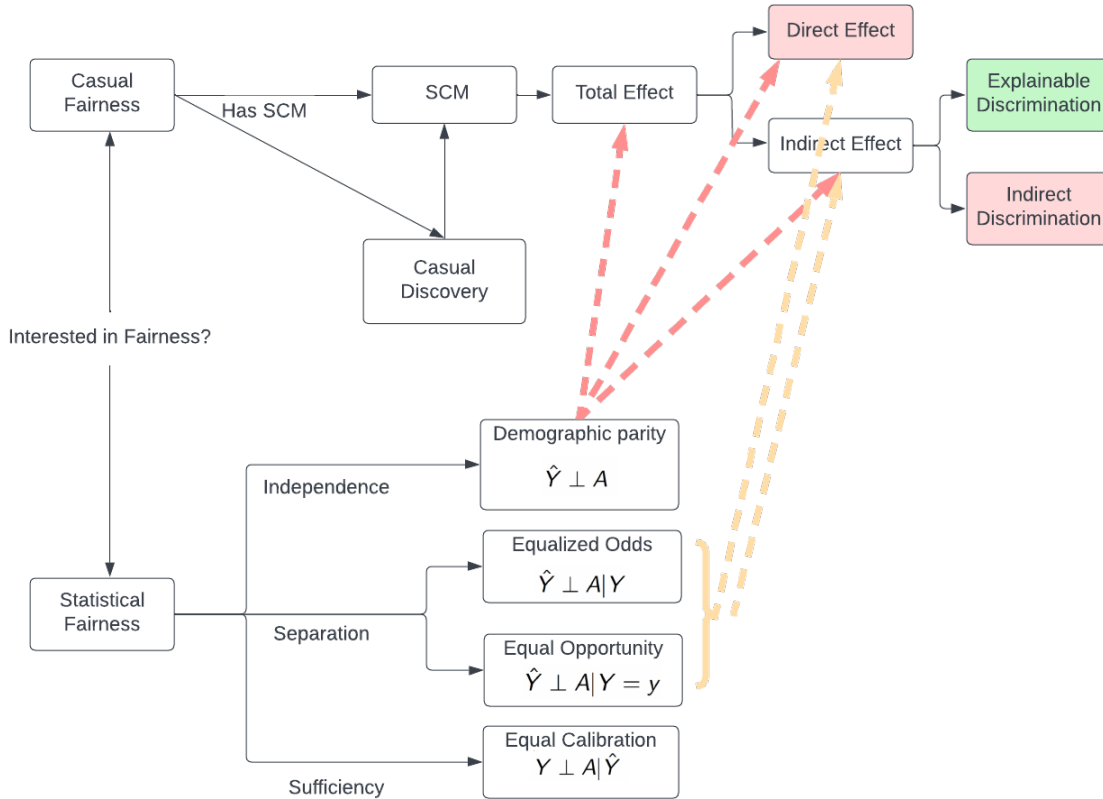 Direct Effect
Casual
Fairness
Has SCM
SCM
Total Effect
Explainable
Discrimination
Indirect Effect
Indirect
Discrimination
Casual
Discovery
Interested in Fairness?
Demographic parity
Ŷ ⊥ A
Independence
Equalized Odds
Ŷ ⊥ A|Y
Statistical
Fairness
Separation
Equal Opportunity
Ŷ ⊥ A|Y = y
Equal Calibration
Y ⊥ A|Ŷ
Sufficiency